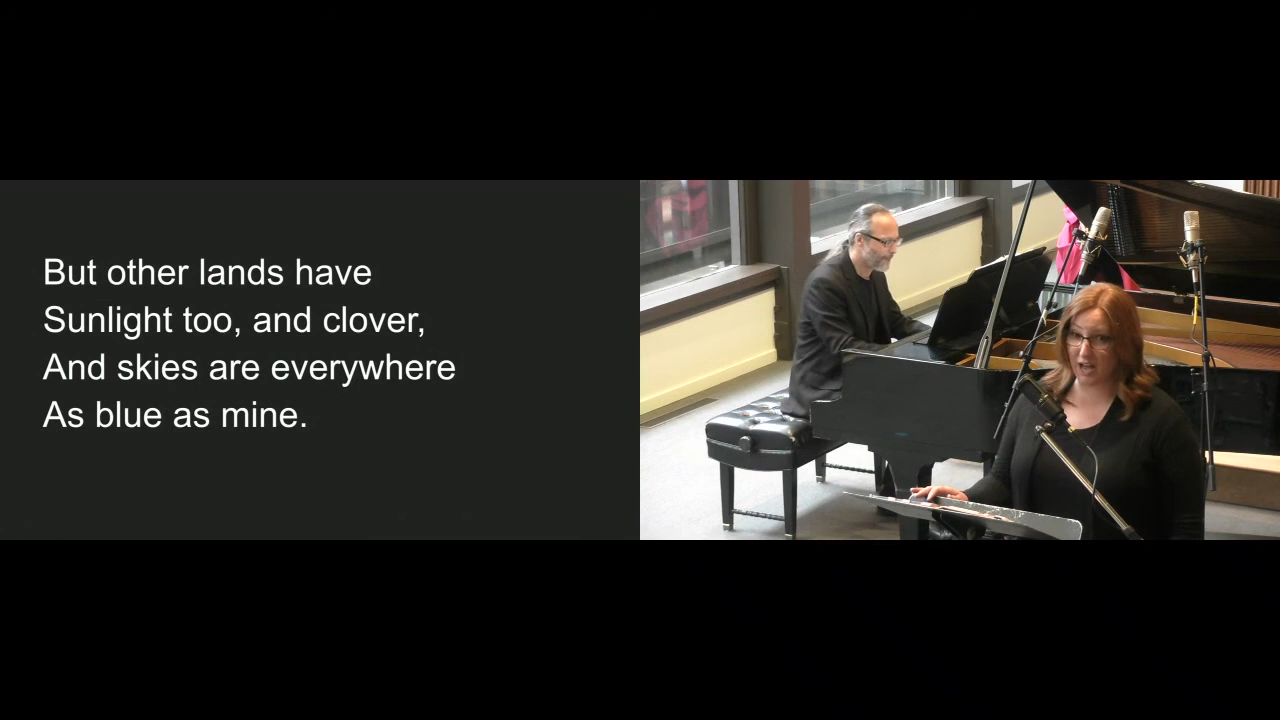 But other lands have
Sunlight too, and clover,
And skies are everywhere
As blue as mine.